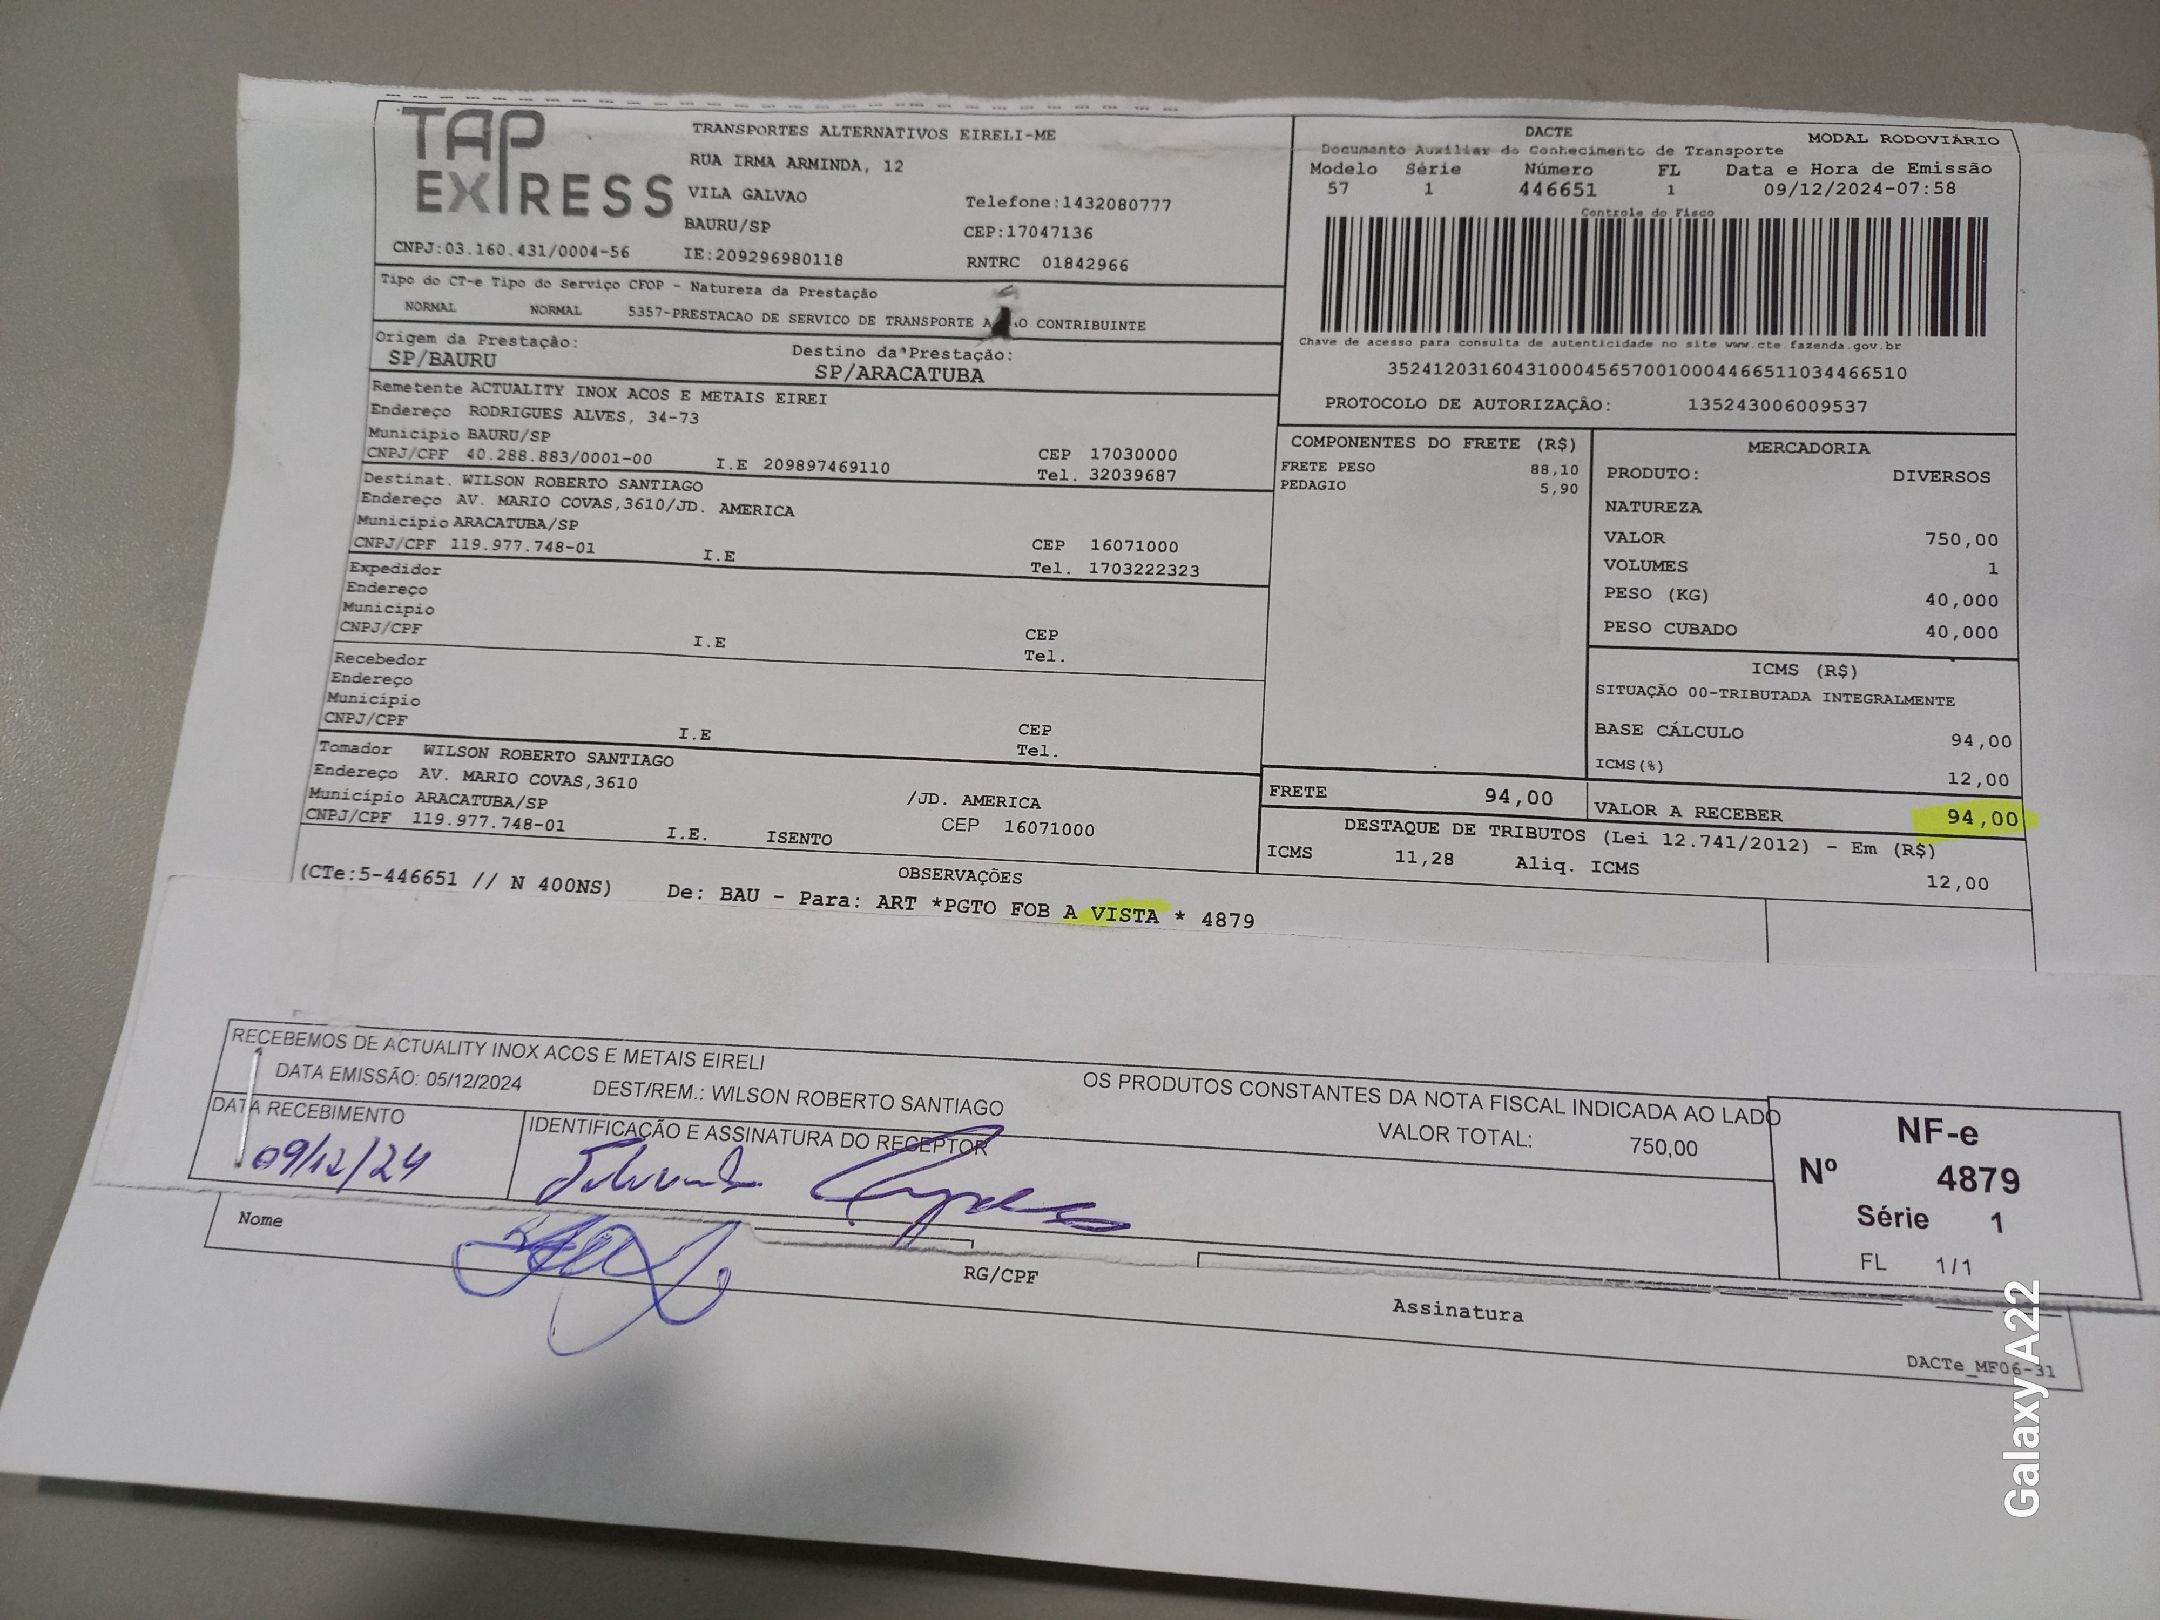 TAP EXPRESS
TRANSPORTES ALTERNATIVOS EIRELI-ME
RUA IRMA ARMINDA, 12
VILA GALVAO
Telefone:1432080777
BAURU/SP
CEP:17047136
CNPJ:03.160.431/0004-56
IE:209296980118
RNTRC 01842966
DACTE
MODAL RODOVIÁRIO
Documento Auxiliar do Conhecimento de Transporte
Modelo Série Número FL Data e Hora de Emissão
57 1 446651 1 09/12/2024-07:58
Controle do Fisco
Chave de acesso para consulta de autenticidade no site www.cte.fazenda.gov.br
35241203160431000456570010004466511034466510
PROTOCOLO DE AUTORIZAÇÃO: 135243006009537
Tipo do CT-e Tipo do Serviço CFOP - Natureza da Prestação
NORMAL NORMAL 5357-PRESTACAO DE SERVICO DE TRANSPORTE A CONTRIBUINTE
Origem da Prestação: Destino da Prestação:
SP/BAURU SP/ARACATUBA
Remetente ACTUALITY INOX ACOS E METAIS EIREI
Endereço RODRIGUES ALVES, 34-73
Município BAURU/SP CEP 17030000
CNPJ/CPF 40.288.883/0001-00 I.E 209897469110 Tel. 32039687
Destinat. WILSON ROBERTO SANTIAGO
Endereço AV. MARIO COVAS,3610/JD. AMERICA
Município ARACATUBA/SP CEP 16071000
CNPJ/CPF 119.977.748-01 I.E Tel. 1703222323
Expedidor
Endereço
Município CEP
CNPJ/CPF I.E Tel.
Recebedor
Endereço
Município CEP
CNPJ/CPF I.E Tel.
Tomador WILSON ROBERTO SANTIAGO
Endereço AV. MARIO COVAS,3610 /JD. AMERICA
Município ARACATUBA/SP CEP 16071000
CNPJ/CPF 119.977.748-01 I.E. ISENTO
COMPONENTES DO FRETE (R$)
FRETE PESO 88,10
PEDAGIO 5,90
MERCADORIA
PRODUTO: DIVERSOS
NATUREZA
VALOR 750,00
VOLUMES 1
PESO (KG) 40,000
PESO CUBADO 40,000
ICMS (R$)
SITUAÇÃO 00-TRIBUTADA INTEGRALMENTE
BASE CÁLCULO 94,00
ICMS(%) 12,00
FRETE 94,00 VALOR A RECEBER 94,00
DESTAQUE DE TRIBUTOS (Lei 12.741/2012) - Em (R$)
ICMS 11,28 Aliq. ICMS 12,00
OBSERVAÇÕES
(CTe:5-446651 // N 400NS) De: BAU - Para: ART *PGTO FOB A VISTA * 4879
RECEBEMOS DE ACTUALITY INOX ACOS E METAIS EIRELI OS PRODUTOS CONSTANTES DA NOTA FISCAL INDICADA AO LADO
DATA EMISSÃO: 05/12/2024 DEST/REM.: WILSON ROBERTO SANTIAGO VALOR TOTAL: 750,00
DATA RECEBIMENTO IDENTIFICAÇÃO E ASSINATURA DO RECEPTOR
09/12/24
NF-e
Nº 4879
Série 1
FL 1/1
Nome
RG/CPF
Assinatura
DACTe_MF06-31
Galaxy A22